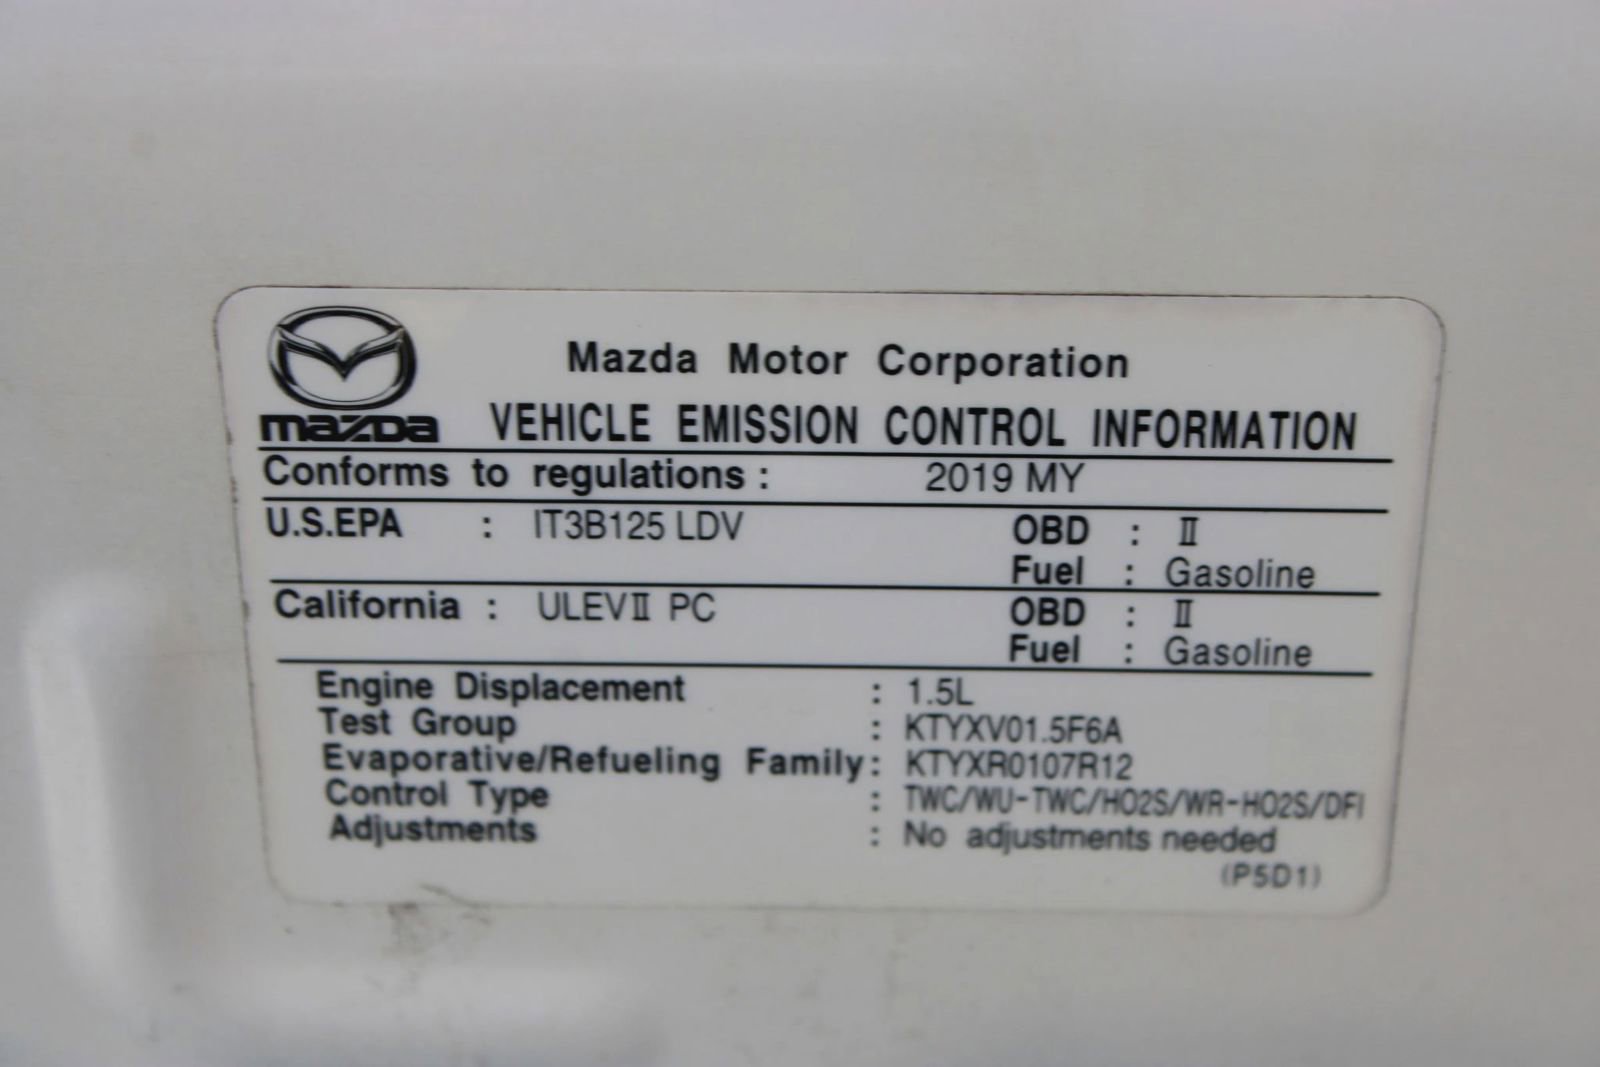 mazda
Mazda Motor Corporation
VEHICLE EMISSION CONTROL INFORMATION
Conforms to regulations : 2019 MY
U.S.EPA : IT3B125 LDV OBD : II
Fuel : Gasoline
California : ULEVII PC OBD : II
Fuel : Gasoline
Engine Displacement : 1.5L
Test Group : KTYXV01.5F6A
Evaporative/Refueling Family : KTYXR0107R12
Control Type : TWC/WU-TWC/HO2S/WR-HO2S/DFI
Adjustments : No adjustments needed
(P5D1)